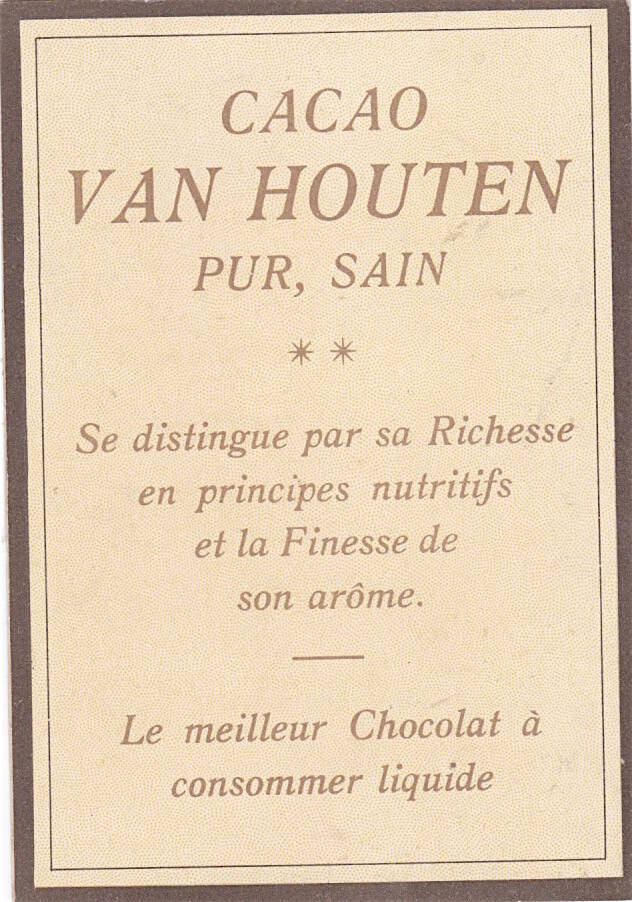 CACAO
VAN HOUTEN
PUR, SAIN
Se distingue par sa Richesse
en principes nutritifs
et la Finesse de
son arôme.
Le meilleur Chocolat à
consommer liquide